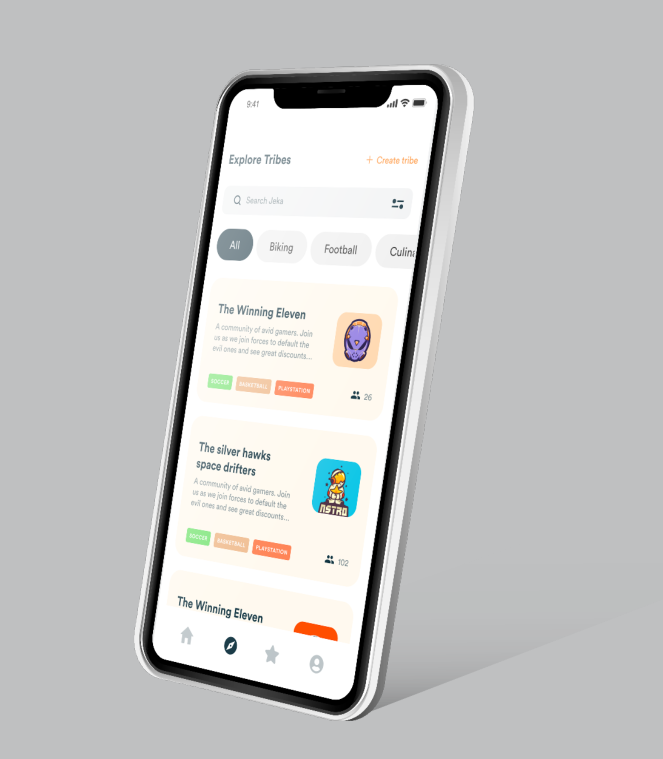 9:41
Explore Tribes
+ Create tribe
Search Jeka
All
Biking
Football
Culina
The Winning Eleven
A community of avid gamers. Join
us as we join forces to default the
evil ones and see great discounts...
SOCCER
BASKETBALL
PLAYSTATION
26
The silver hawks
space drifters
A community of avid gamers. Join
us as we join forces to default the
evil ones and see great discounts...
NSTRO
SOCCER
BASKETBALL
PLAYSTATION
102
The Winning Eleven